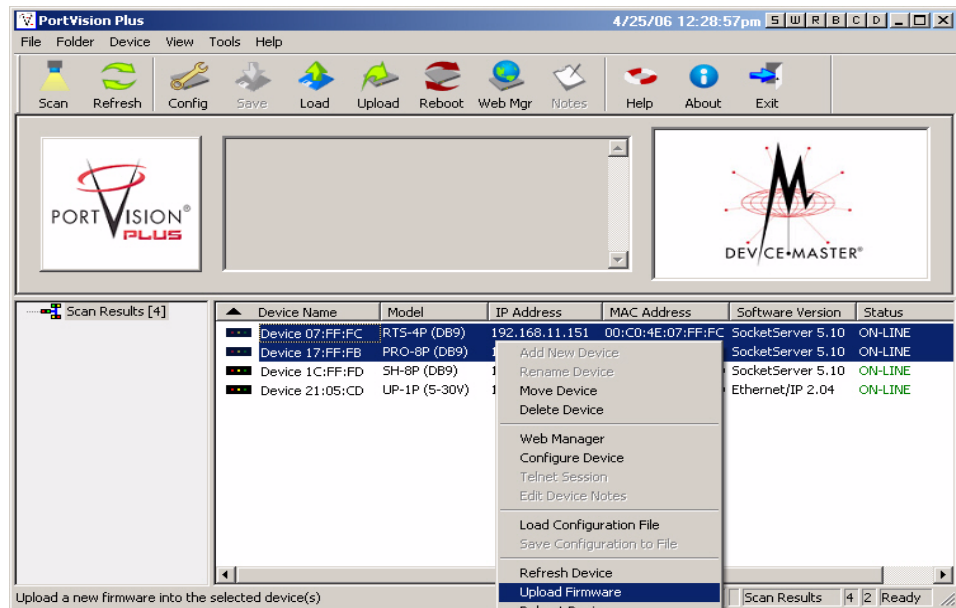 PortVision Plus 4/25/06 12:28:57pm S U R B C D
File Folder Device View Tools Help
Scan Refresh Config Save Load Upload Reboot Web Mgr Notes Help About Exit
PORT VISION®
PLUS
DEVICE•MASTER®
Scan Results [4]
Device Name Model IP Address MAC Address Software Version Status
Device 07:FF:FC RTS-4P (DB9) 192.168.11.151 00:C0:4E:07:FF:FC SocketServer 5.10 ON-LINE
Device 17:FF:FB PRO-8P (DB9) SocketServer 5.10 ON-LINE
Device 1C:FF:FD SH-8P (DB9) SocketServer 5.10 ON-LINE
Device 21:05:CD UP-1P (5-30V) Ethernet/IP 2.04 ON-LINE
Add New Device
Rename Device
Move Device
Delete Device
Web Manager
Configure Device
Telnet Session
Edit Device Notes
Load Configuration File
Save Configuration to File
Refresh Device
Upload Firmware
Upload a new firmware into the selected device(s) Scan Results 4 2 Ready